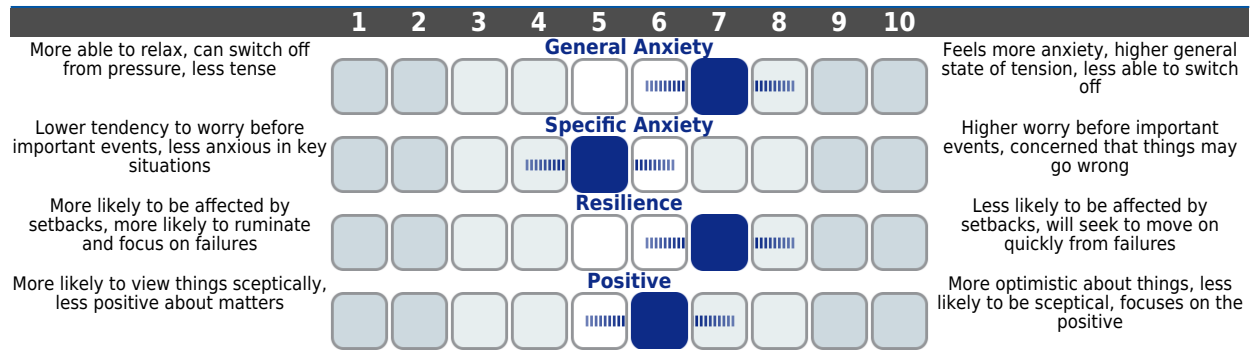 1 2 3 4 5 6 7 8 9 10
General Anxiety
More able to relax, can switch off
from pressure, less tense
Feels more anxiety, higher general
state of tension, less able to switch
off
Specific Anxiety
Lower tendency to worry before
important events, less anxious in key
situations
Higher worry before important
events, concerned that things may
go wrong
Resilience
More likely to be affected by
setbacks, more likely to ruminate
and focus on failures
Less likely to be affected by
setbacks, will seek to move on
quickly from failures
Positive
More likely to view things sceptically,
less positive about matters
More optimistic about things, less
likely to be sceptical, focuses on the
positive